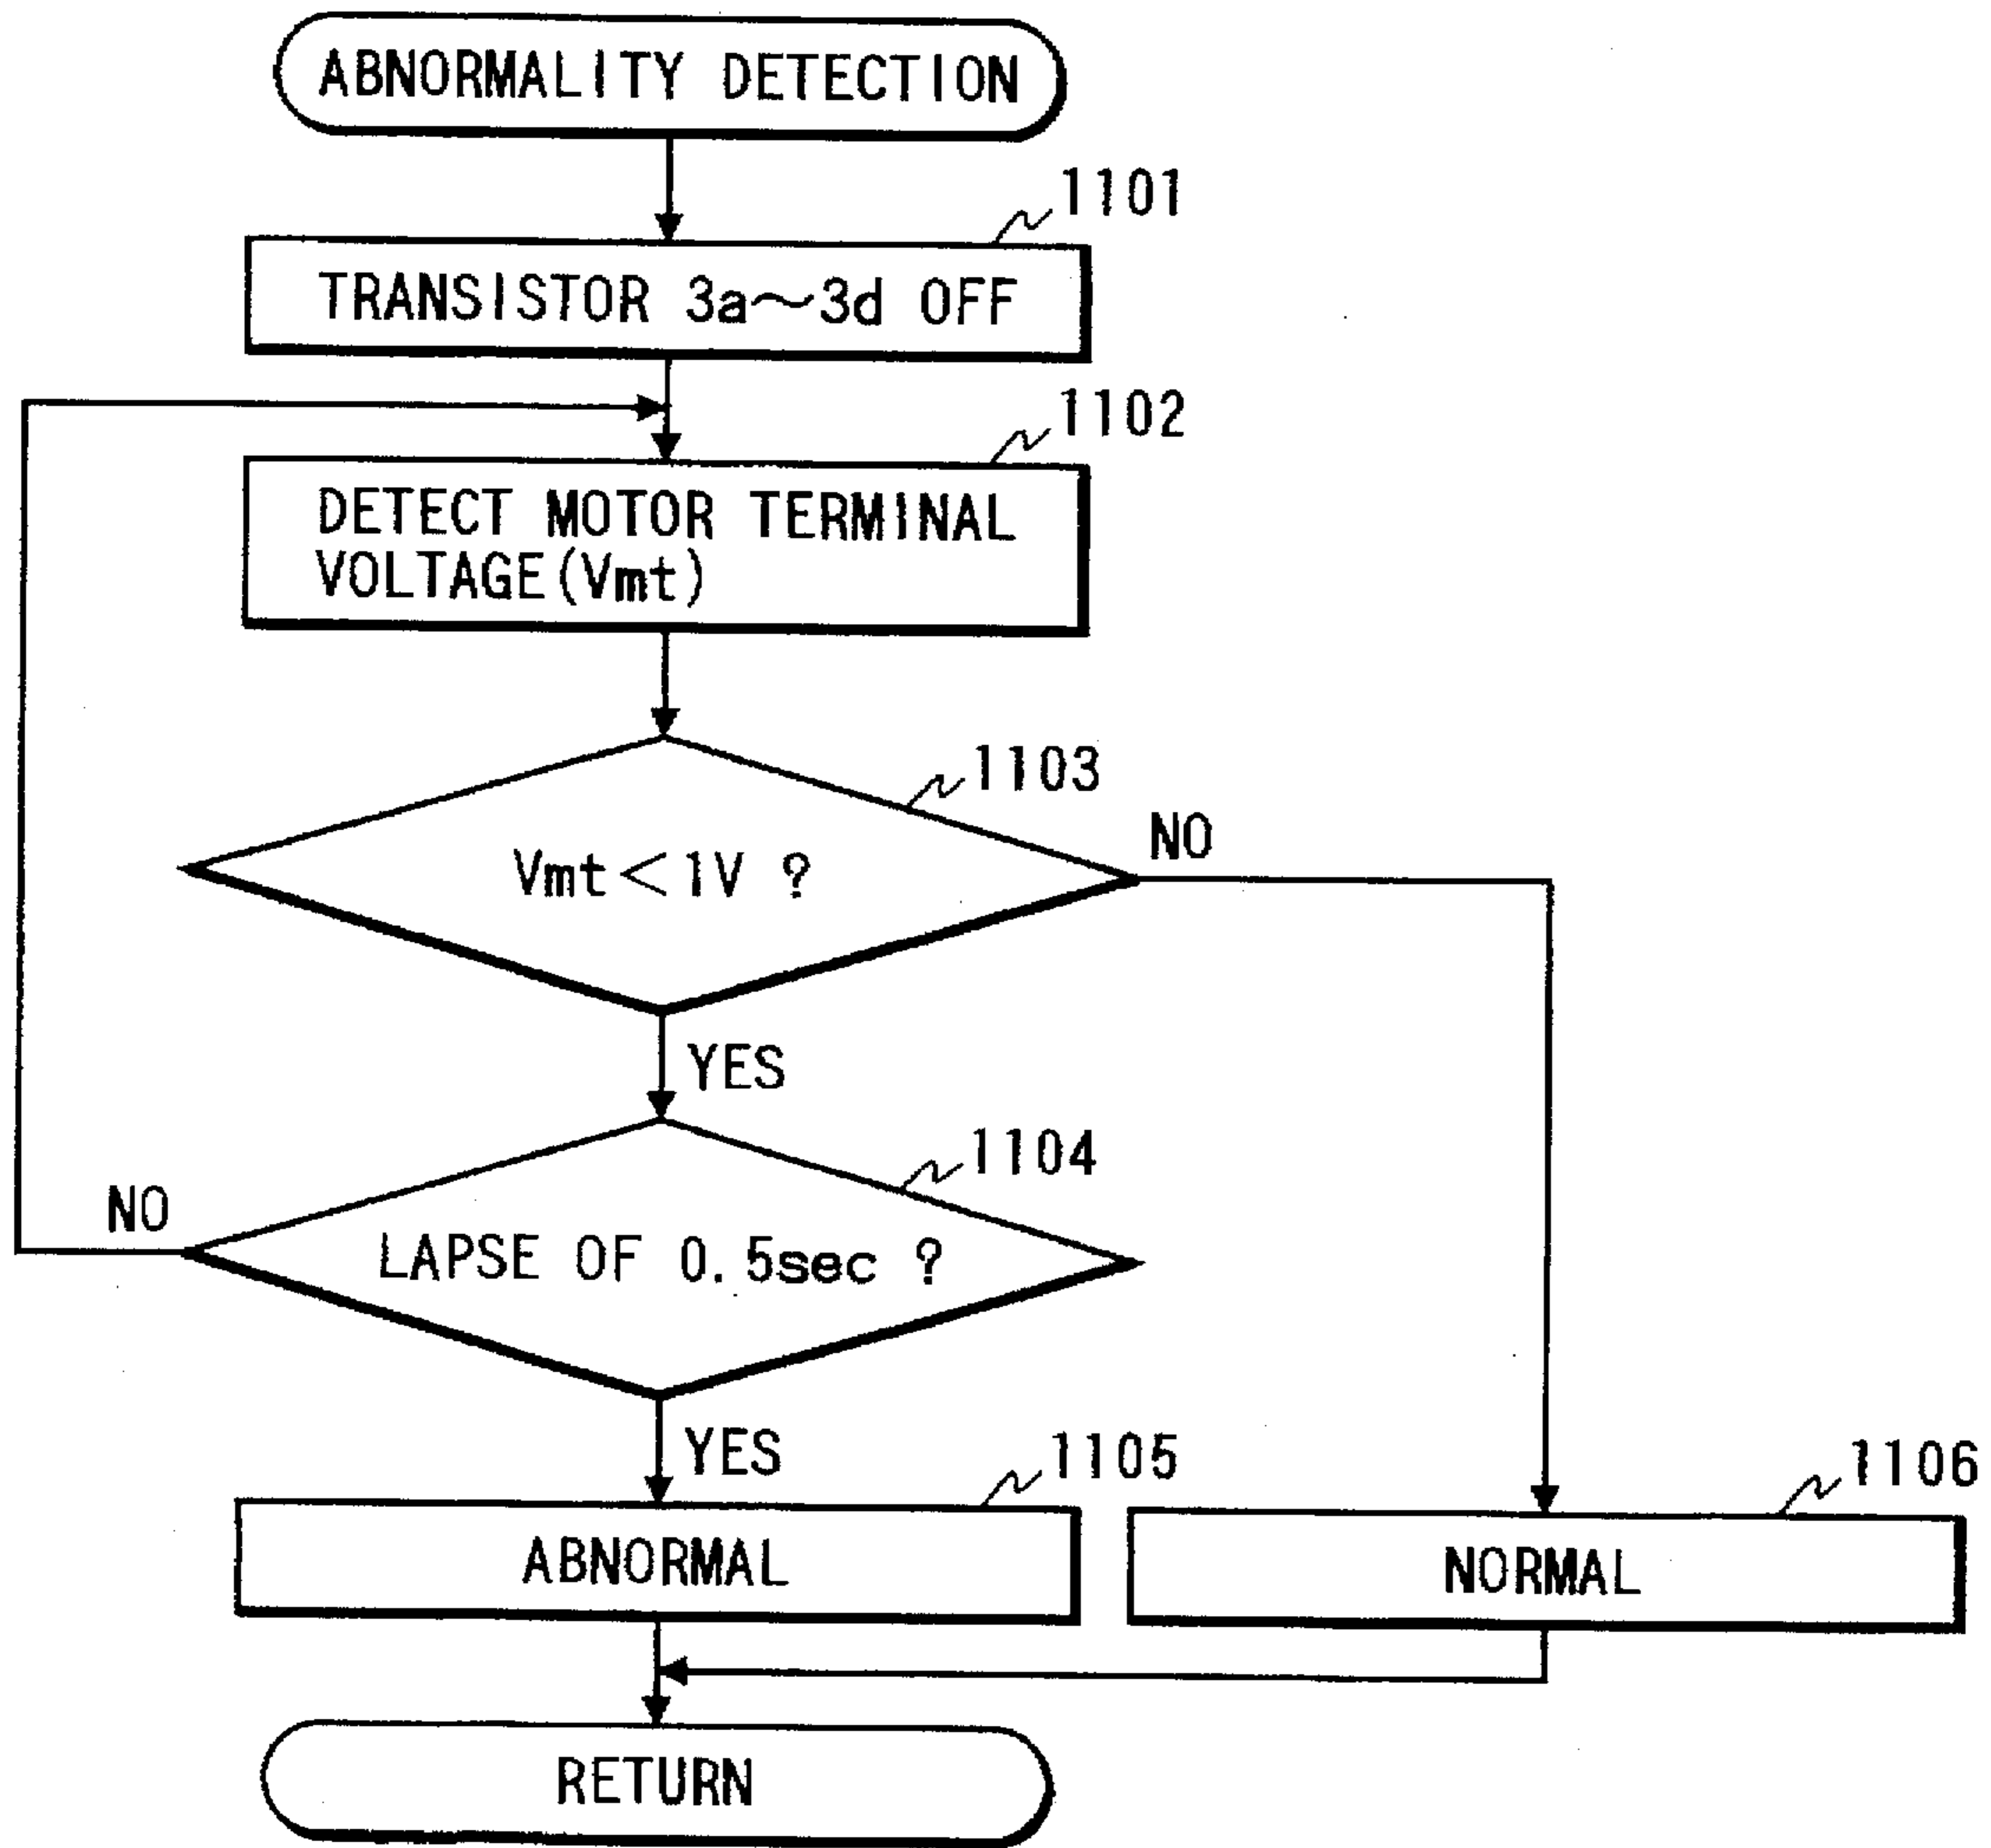 ABNORMALITY DETECTION
1101
TRANSISTOR 3a~3d OFF
1102
DETECT MOTOR TERMINAL
VOLTAGE(Vmt)
1103
Vmt<1V ?
NO
YES
1104
LAPSE OF 0.5sec ?
NO
YES
1105
ABNORMAL
1106
NORMAL
RETURN